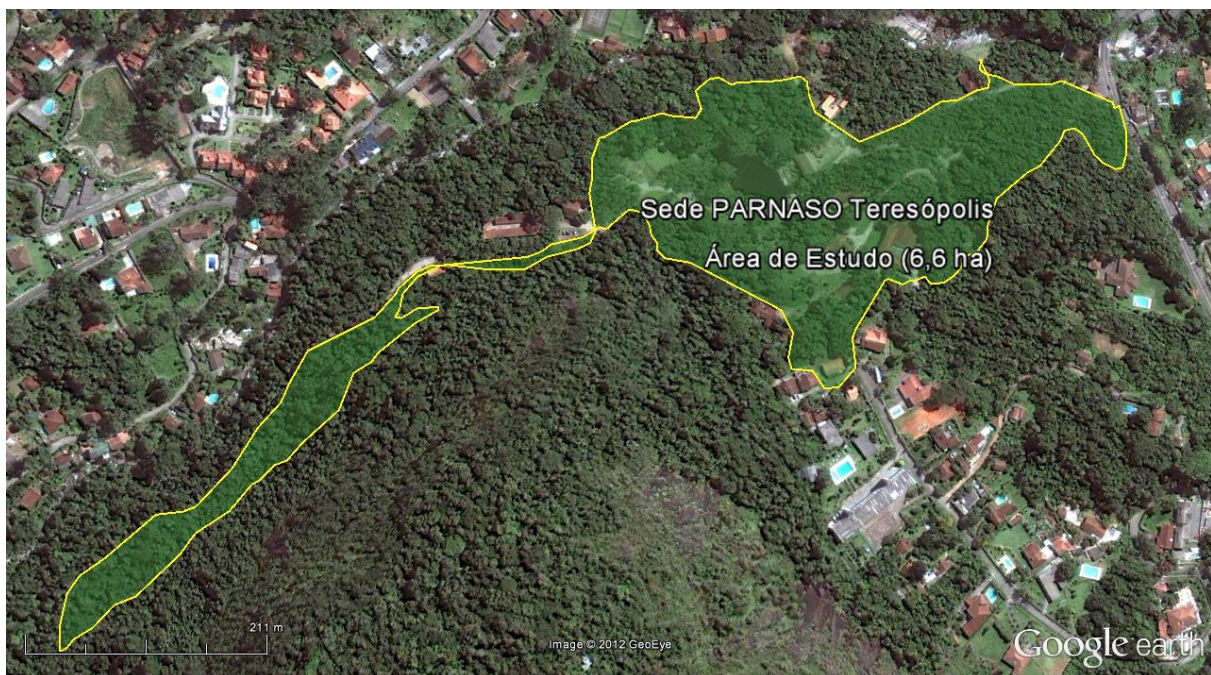 Sede PARNASO Teresópolis
Área de Estudo (6,6 ha)
211 m
Image © 2012 GeoEye
Google earth